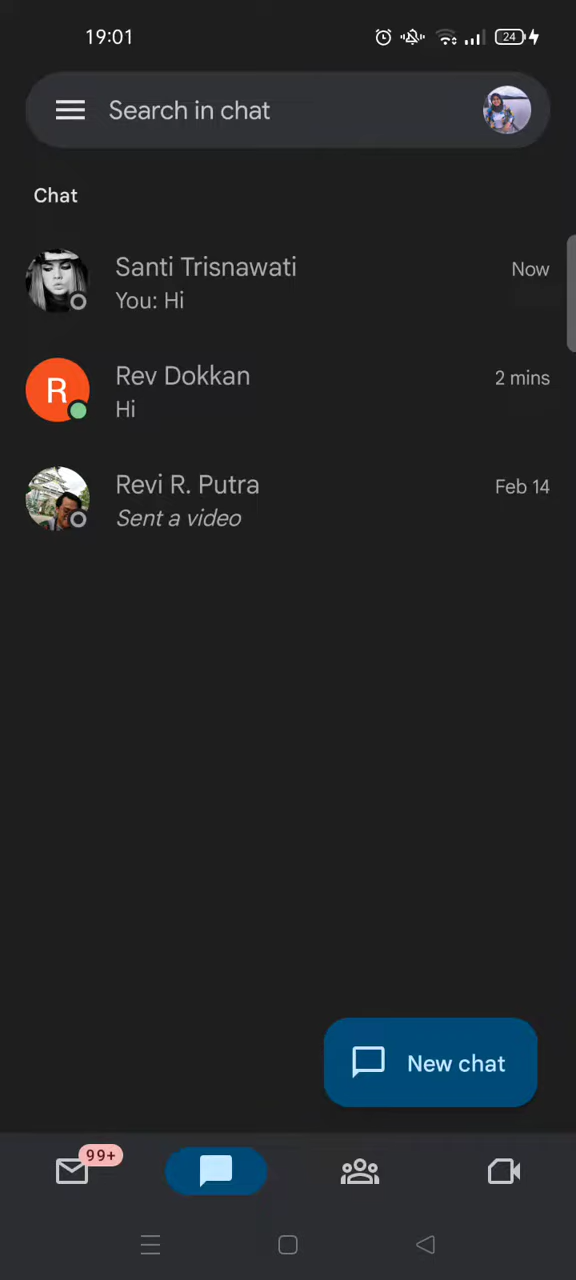 19:01
24
Search in chat
Chat
Santi Trisnawati
Now
You: Hi
R
Rev Dokkan
2 mins
Hi
Revi R. Putra
Feb 14
Sent a video
New chat
99+